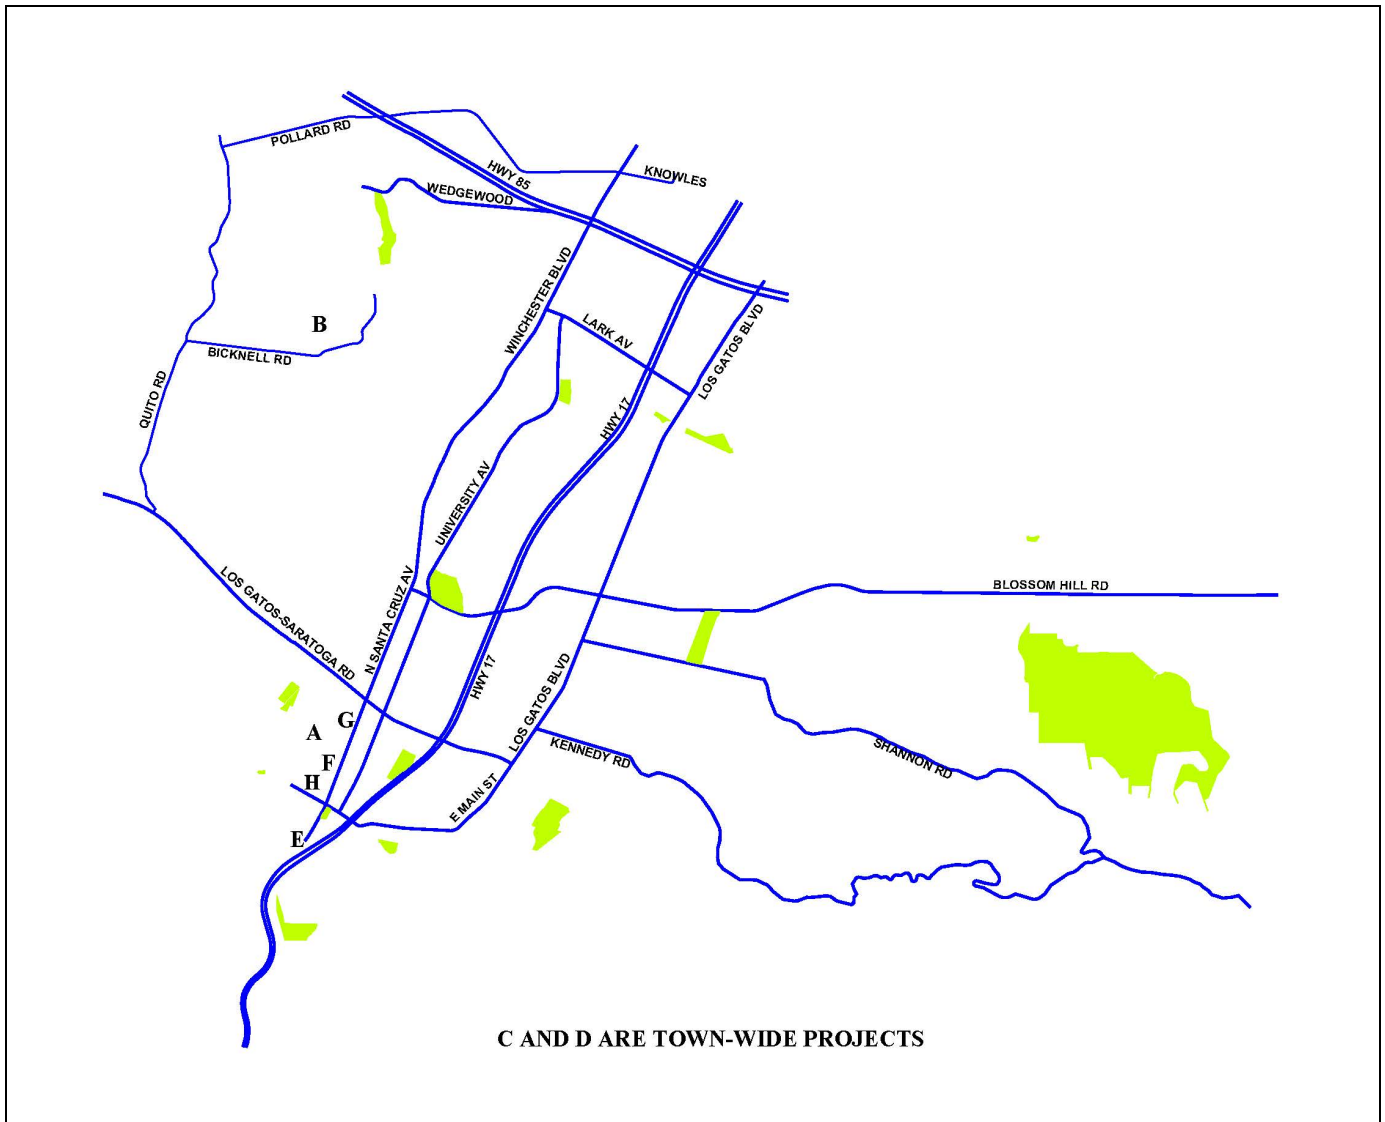 POLLARD RD
HWY 85
KNOWLES
WEDGEWOOD
WINCHESTER BLVD
B
LARK AV
LOS GATOS BLVD
BICKNELL RD
QUITO RD
HWY 17
UNIVERSITY AV
LOS GATOS-SARATOGA RD
N SANTA CRUZ AV
BLOSSOM HILL RD
HWY 17
LOS GATOS BLVD
G
A
KENNEDY RD
SHANNON RD
F
H
E MAIN ST
E
C AND D ARE TOWN-WIDE PROJECTS